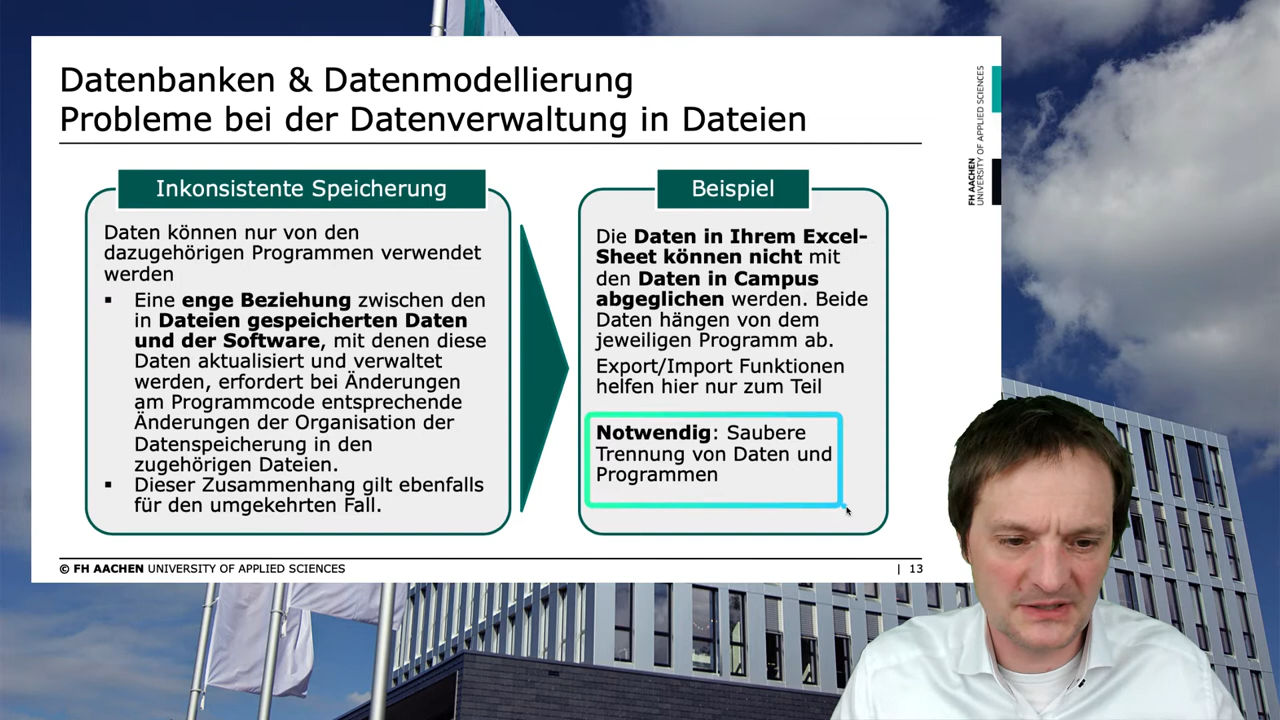 Datenbanken & Datenmodellierung
Probleme bei der Datenverwaltung in Dateien
FH AACHEN
UNIVERSITY OF APPLIED SCIENCES
Inkonsistente Speicherung
Daten können nur von den
dazugehörigen Programmen verwendet
werden
▪ Eine enge Beziehung zwischen den
in Dateien gespeicherten Daten
und der Software, mit denen diese
Daten aktualisiert und verwaltet
werden, erfordert bei Änderungen
am Programmcode entsprechende
Änderungen der Organisation der
Datenspeicherung in den
zugehörigen Dateien.
▪ Dieser Zusammenhang gilt ebenfalls
für den umgekehrten Fall.
Beispiel
Die Daten in Ihrem Excel-
Sheet können nicht mit
den Daten in Campus
abgeglichen werden. Beide
Daten hängen von dem
jeweiligen Programm ab.
Export/Import Funktionen
helfen hier nur zum Teil
Notwendig: Saubere
Trennung von Daten und
Programmen
© FH AACHEN UNIVERSITY OF APPLIED SCIENCES
| 13